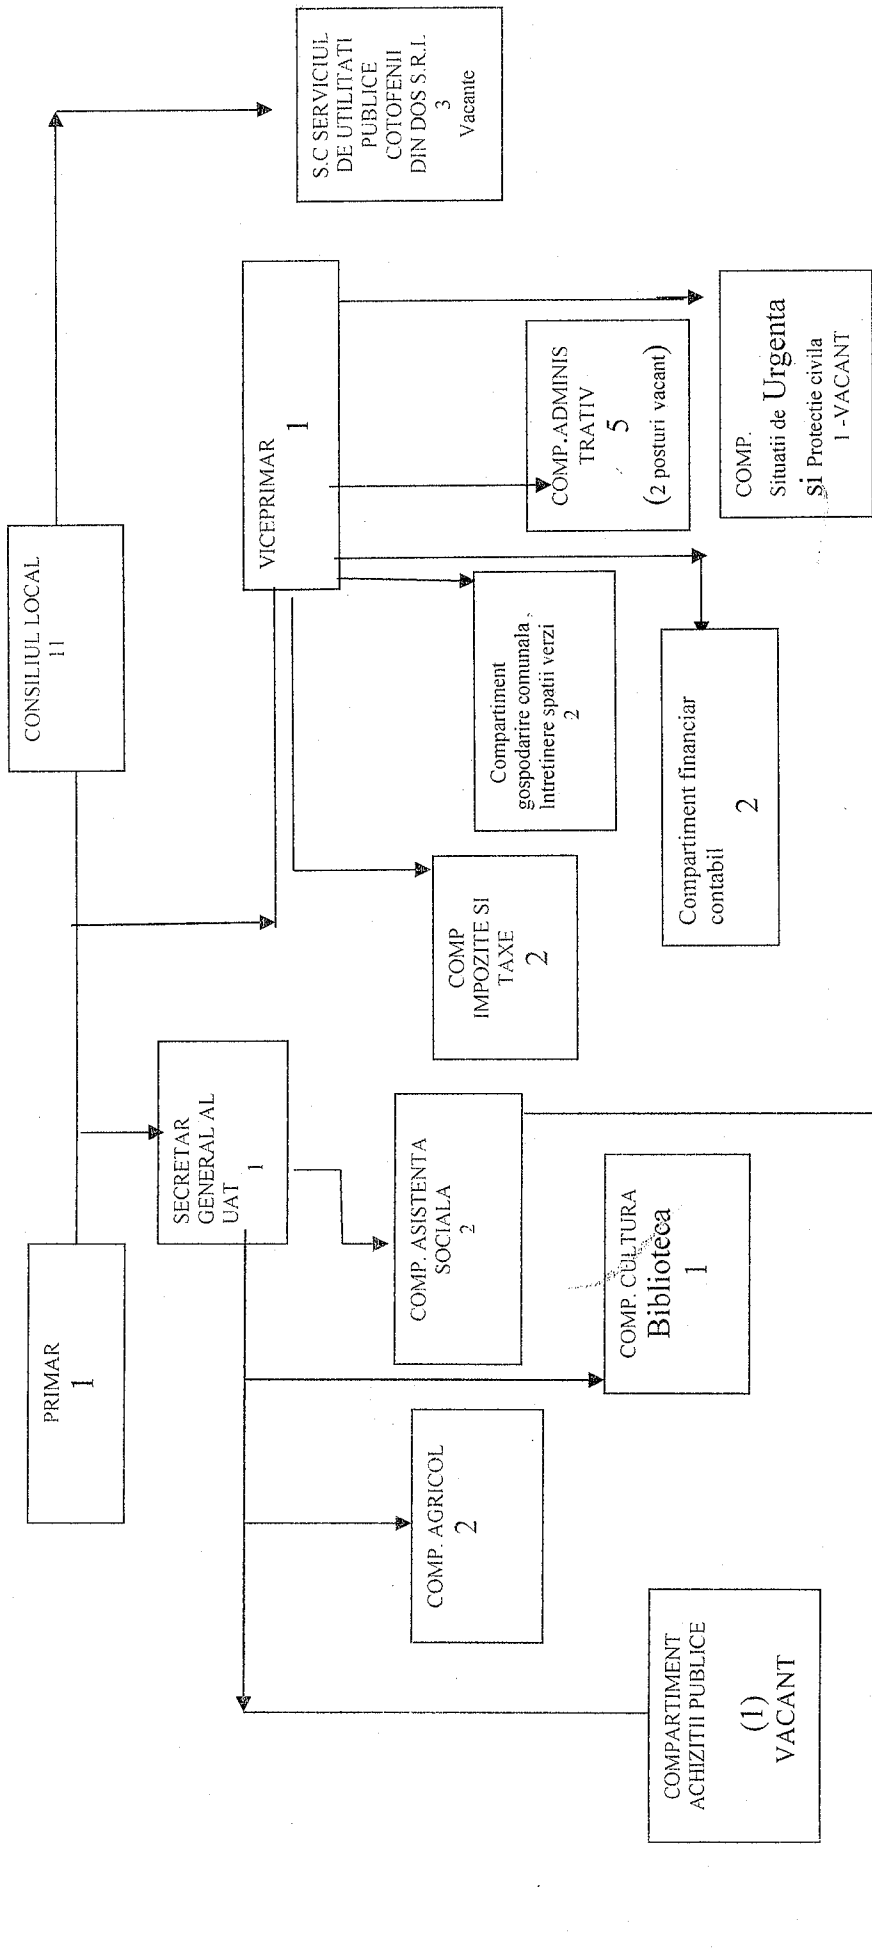 CONSILIUL LOCAL
11
PRIMAR
1
S.C SERVICIUL
DE UTILITATI
PUBLICE
COTOFENII
DIN DOS S.R.L
3
Vacante
SECRETAR
GENERAL AL
UAT 1
VICEPRIMAR
1
COMP. AGRICOL
2
COMP. ASISTENTA
SOCIALA
2
COMP
IMPOZITE SI
TAXE
2
Compartiment
gospodarire comunala ,
Intretinere spatii verzi
2
COMP.ADMINIS
TRATIV
5
(2 posturi vacant)
COMPARTIMENT
ACHIZITII PUBLICE
(1)
VACANT
COMP. CULTURA
Biblioteca
1
Compartiment financiar
contabil
2
COMP.
Situatii de Urgenta
si Protectie civila
1 -VACANT